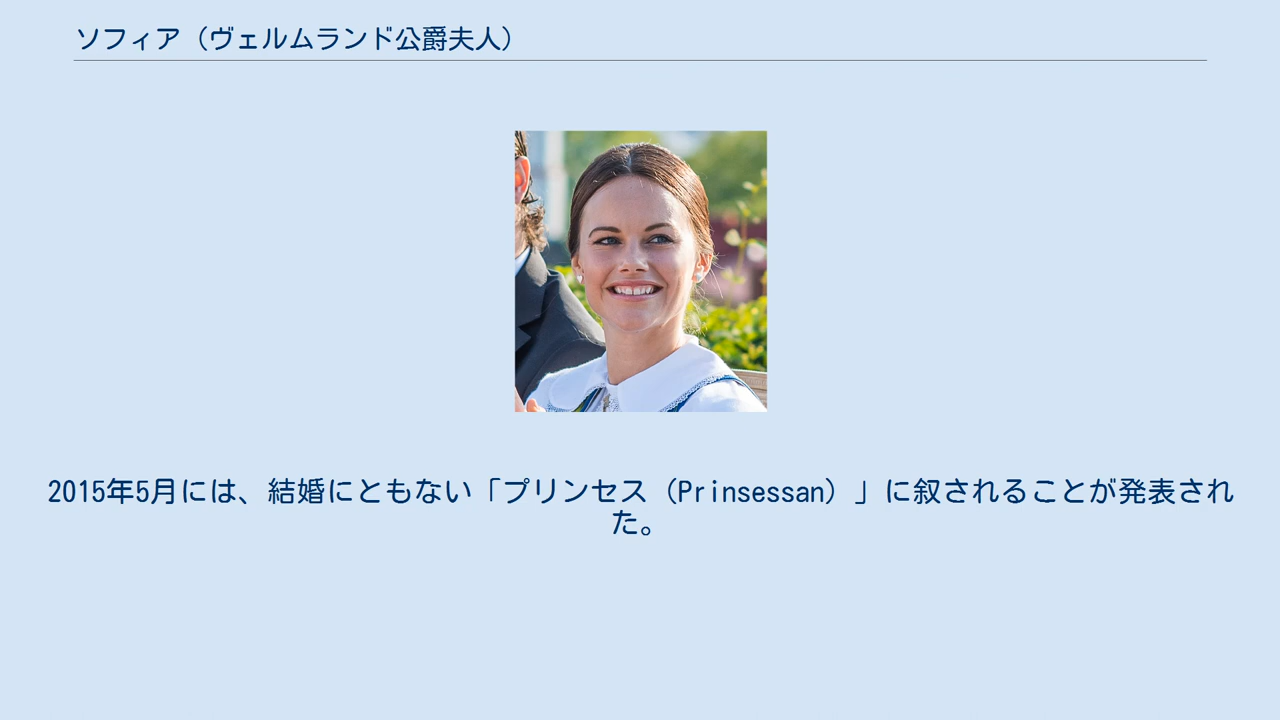 ソフィア（ヴェルムランド公爵夫人）
2015年5月には、結婚にともない「プリンセス（Prinsessan）」に叙されることが発表され
た。